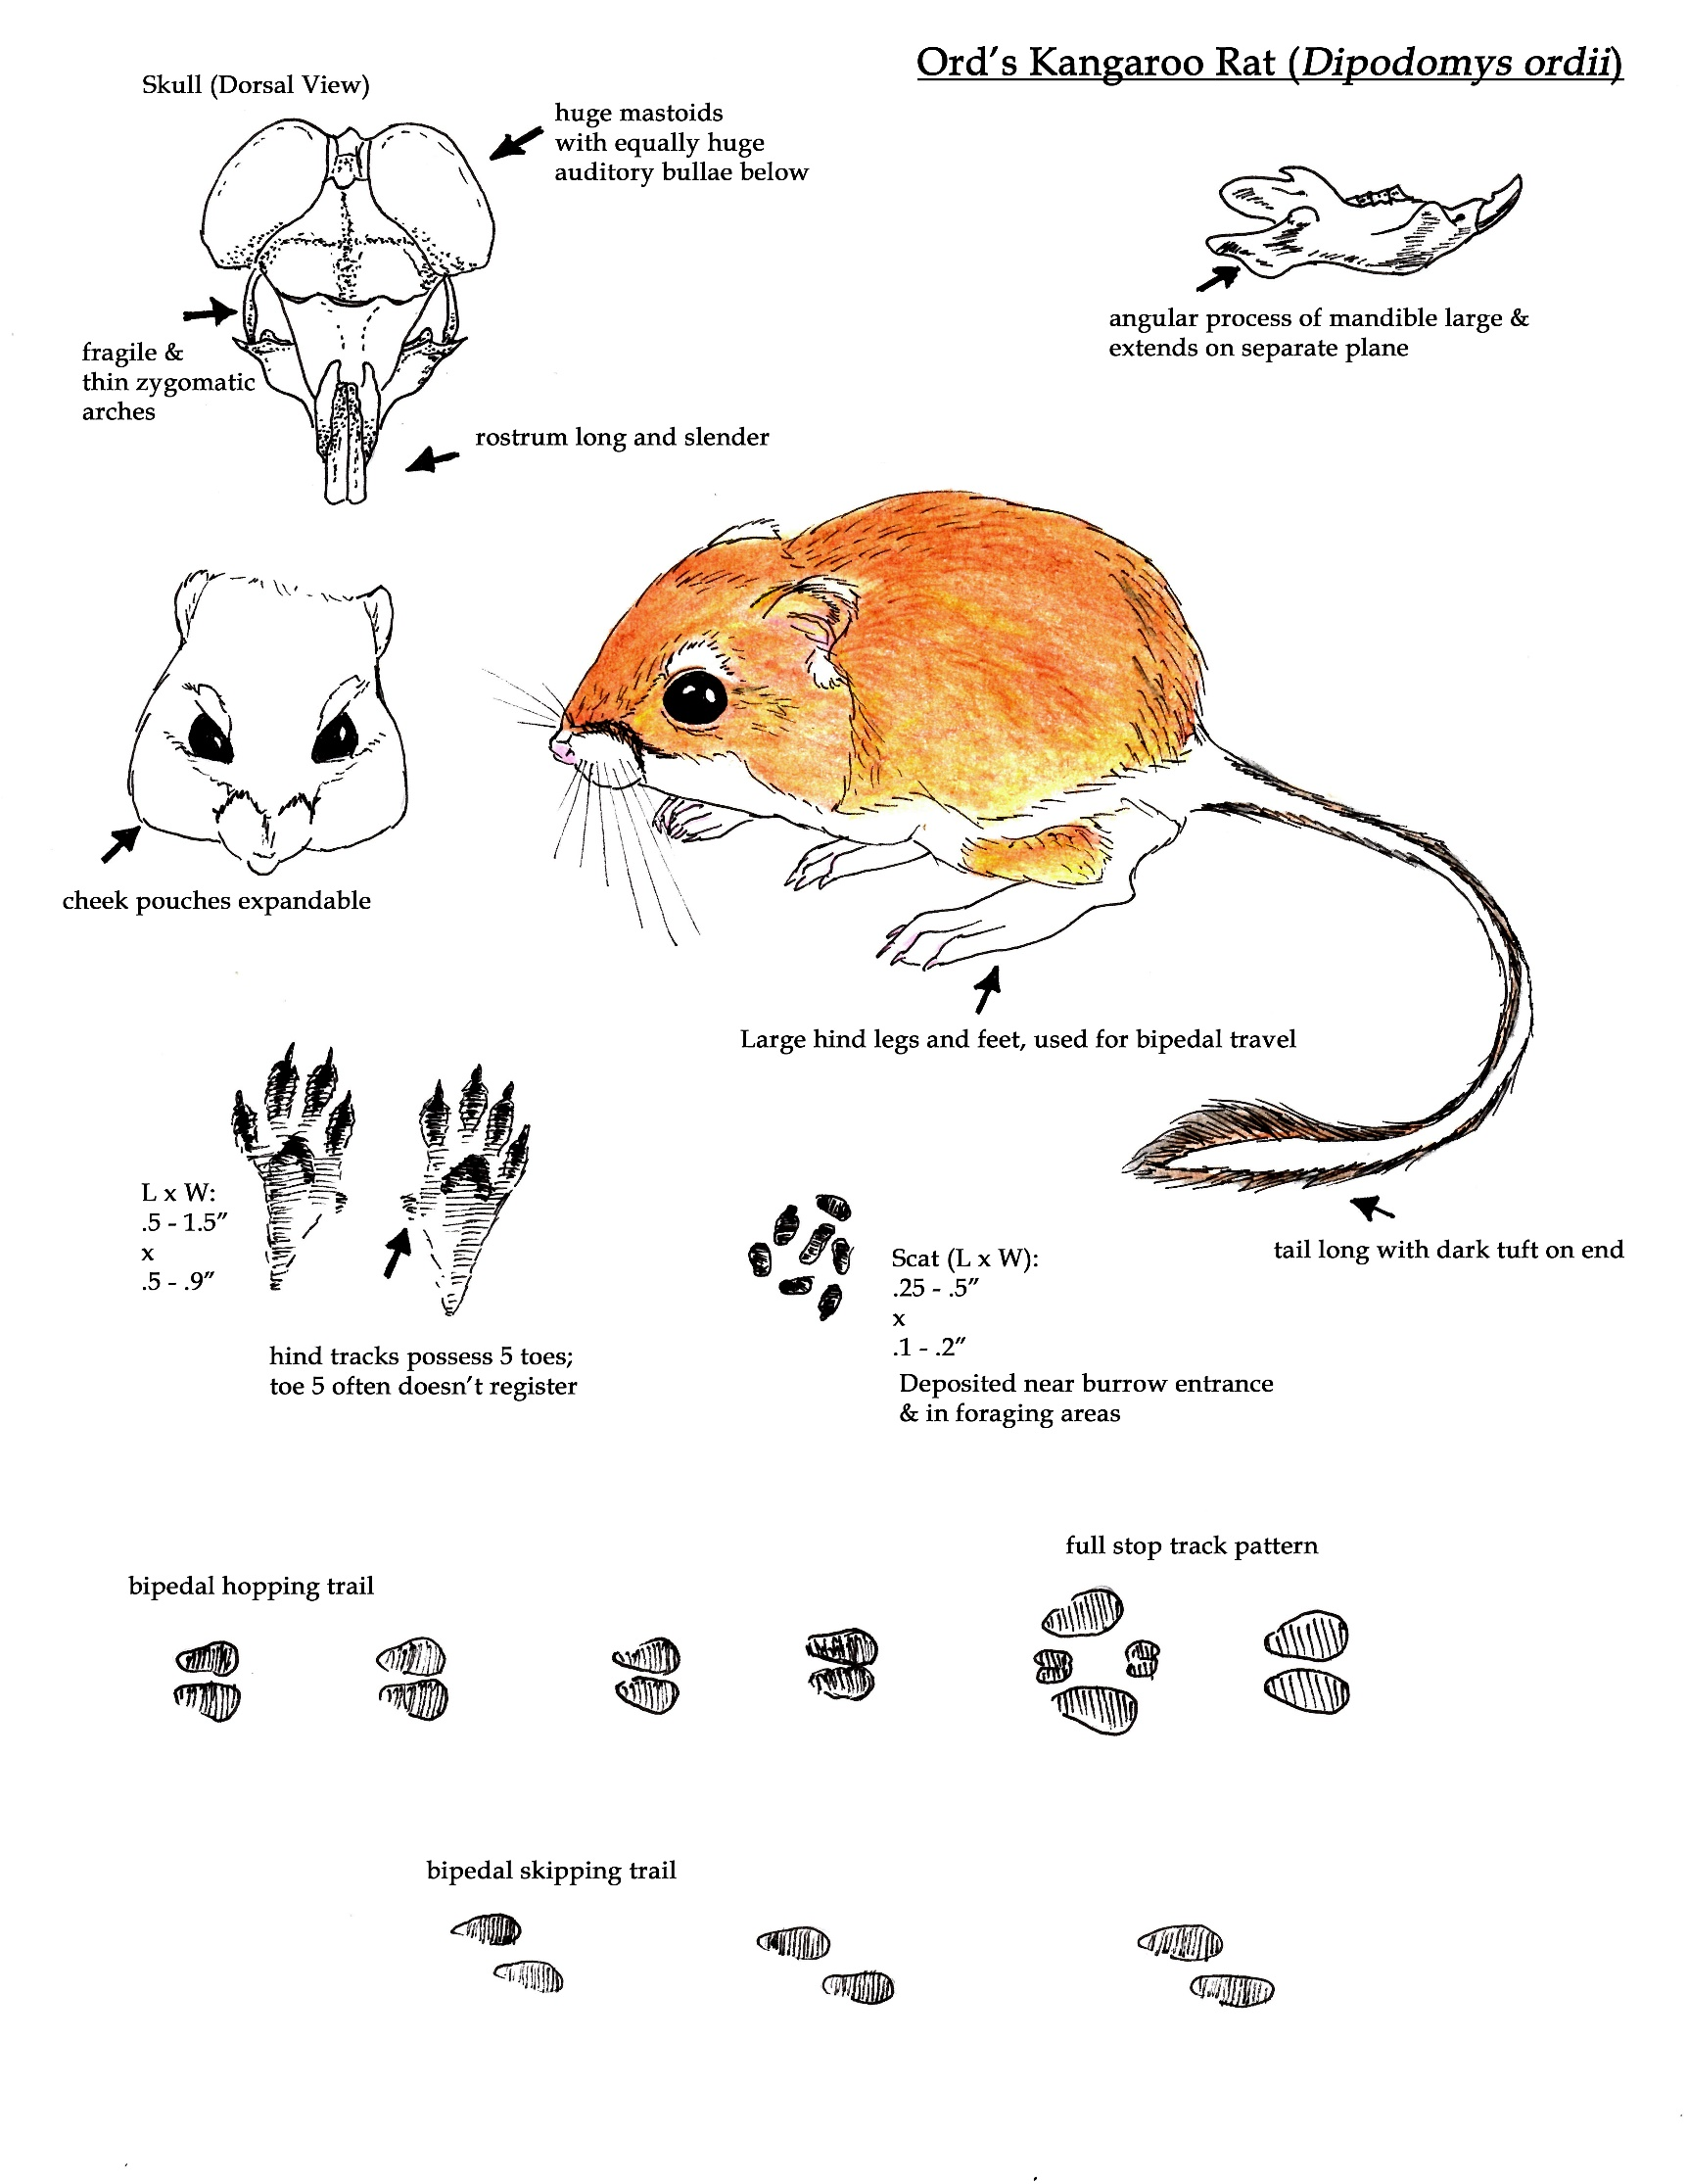 Ord's Kangaroo Rat (Dipodomys ordii)
Skull (Dorsal View)
huge mastoids
with equally huge
auditory bullae below
fragile &
thin zygomatic
arches
rostrum long and slender
angular process of mandible large &
extends on separate plane
cheek pouches expandable
Large hind legs and feet, used for bipedal travel
L x W:
.5 - 1.5"
x
.5 - .9"
hind tracks possess 5 toes;
toe 5 often doesn't register
Scat (L x W):
.25 - .5"
x
.1 - .2"
Deposited near burrow entrance
& in foraging areas
tail long with dark tuft on end
bipedal hopping trail
full stop track pattern
bipedal skipping trail